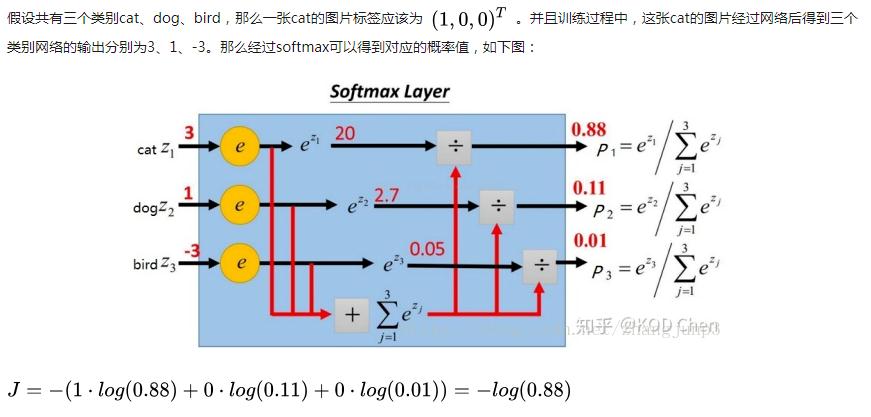 假设共有三个类别cat、dog、bird，那么一张cat的图片标签应该为 (1,0,0)^T 。并且训练过程中，这张cat的图片经过网络后得到三个
类别网络的输出分别为3、1、-3。那么经过softmax可以得到对应的概率值，如下图：
Softmax Layer
cat z_1 3 e e^{z_1} 20 ÷ 0.88 P_1 = e^{z_1} / \sum_{j=1}^{3} e^{z_j}
dog z_2 1 e e^{z_2} 2.7 ÷ 0.11 P_2 = e^{z_2} / \sum_{j=1}^{3} e^{z_j}
bird z_3 -3 e e^{z_3} 0.05 ÷ 0.01 P_3 = e^{z_3} / \sum_{j=1}^{3} e^{z_j}
+ \sum_{j=1}^{3} e^{z_j}
知乎 @KOD Chen
J = −(1 · log(0.88) + 0 · log(0.11) + 0 · log(0.01)) = −log(0.88)